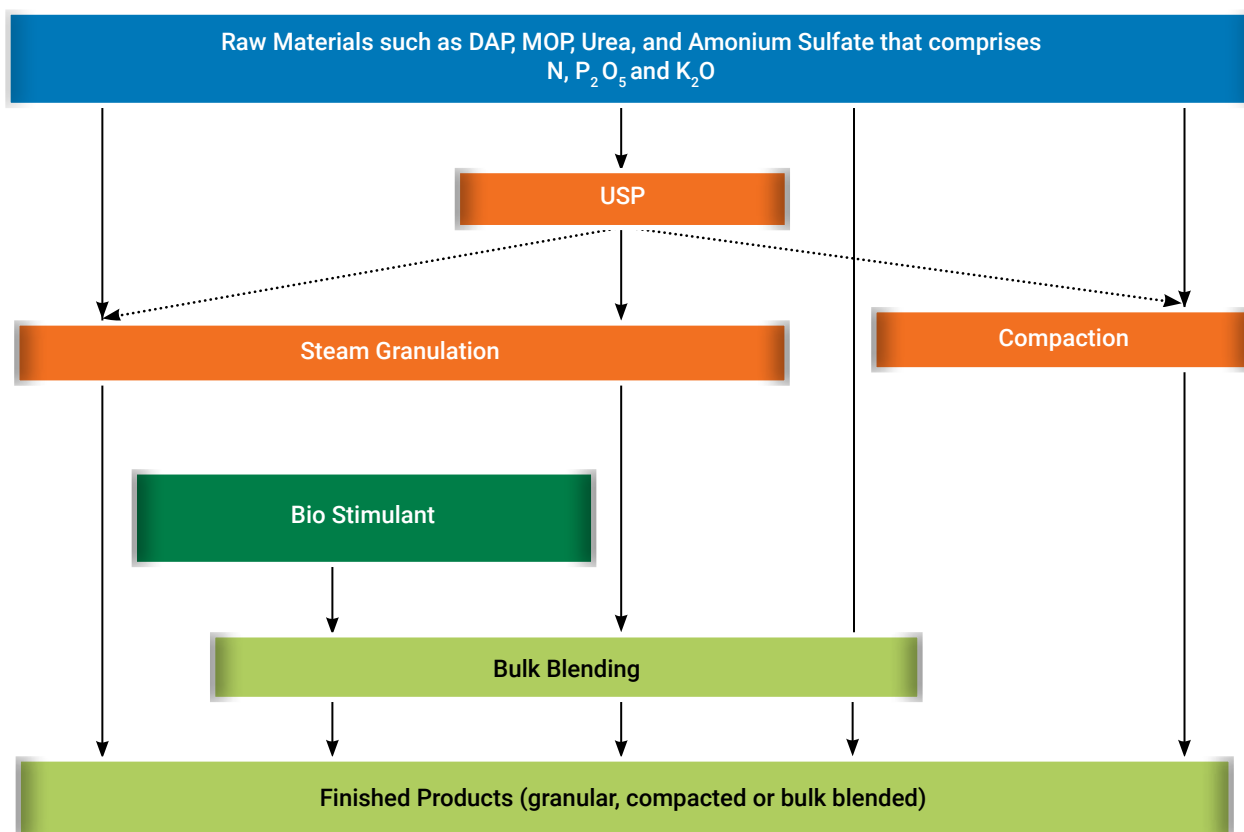 Raw Materials such as DAP, MOP, Urea, and Amonium Sulfate that comprises
N, P₂O₅ and K₂O
USP
Steam Granulation
Compaction
Bio Stimulant
Bulk Blending
Finished Products (granular, compacted or bulk blended)